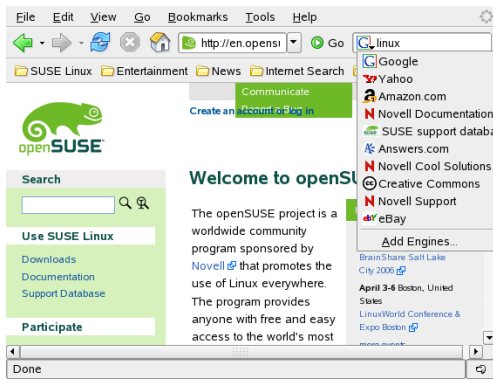 File Edit View Go Bookmarks Tools Help
http://en.opensu Go linux
SUSE Linux Entertainment News Internet Search
Google
Yahoo
Amazon.com
Novell Documentation
SUSE support databa
Answers.com
Novell Cool Solutions
Creative Commons
Novell Support
eBay
Add Engines...
Communicate
Create an account or log in
openSUSE
Search
Use SUSE Linux
Downloads
Documentation
Support Database
Participate
Welcome to openSU
The openSUSE project is a
worldwide community
program sponsored by
Novell that promotes the
use of Linux everywhere.
The program provides
anyone with free and easy
access to the world's most
BrainShare Salt Lake
City 2006
April 3-6 Boston, United
States
LinuxWorld Conference &
Expo Boston
more events
Done